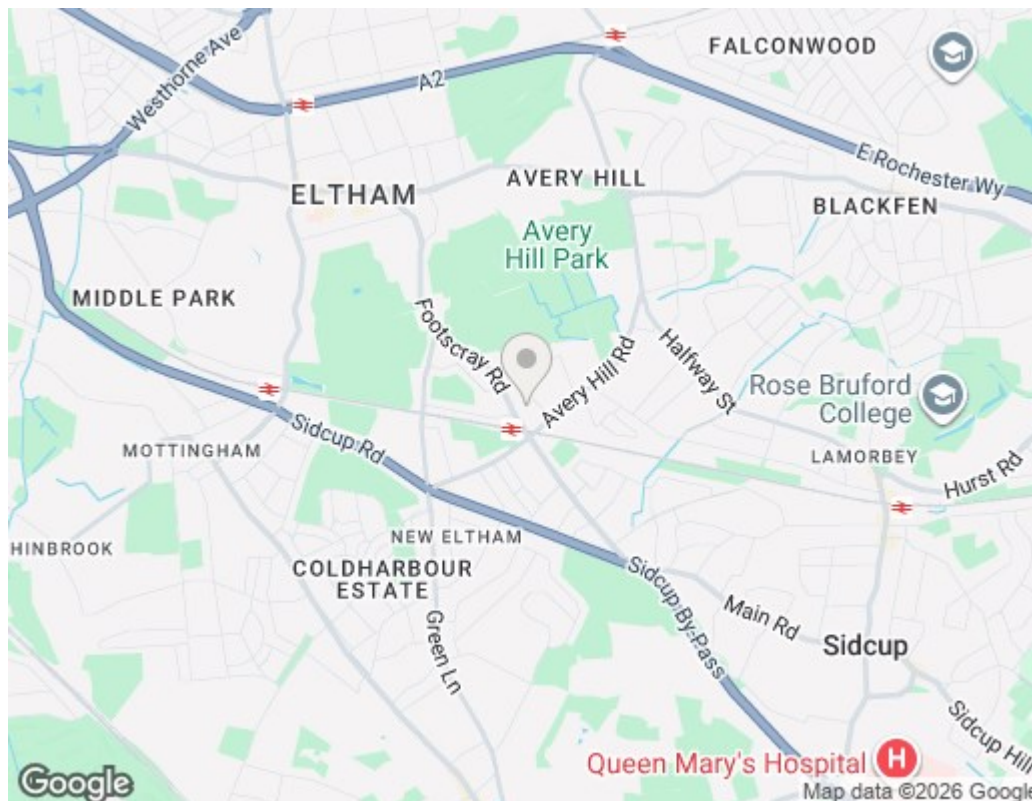 Westhorne Ave
A2
FALCONWOOD
E Rochester Wy
ELTHAM
AVERY HILL
BLACKFEN
Avery
Hill Park
MIDDLE PARK
Footscray Rd
Avery Hill Rd
Halfway St
Rose Bruford
College
Sidcup Rd
MOTTINGHAM
LAMORBEY
Hurst Rd
HINBROOK
NEW ELTHAM
COLDHARBOUR
ESTATE
Green Ln
Sidcup By-Pass
Main Rd
Sidcup
Sidcup Hill
Queen Mary's Hospital
H
Google
Map data ©2026 Google